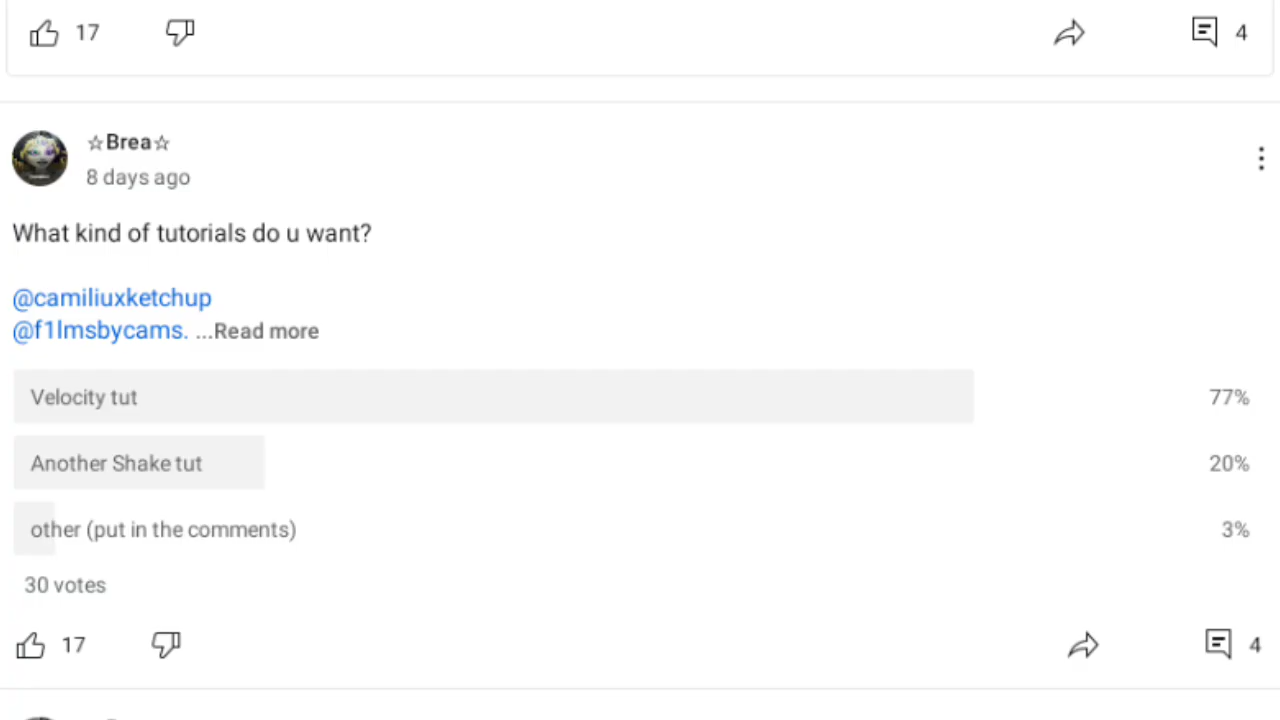 17
4
☆Brea☆
8 days ago
What kind of tutorials do u want?
@camiliuxketchup
@f1lmsbycams. ...Read more
Velocity tut 77%
Another Shake tut 20%
other (put in the comments) 3%
30 votes
17
4